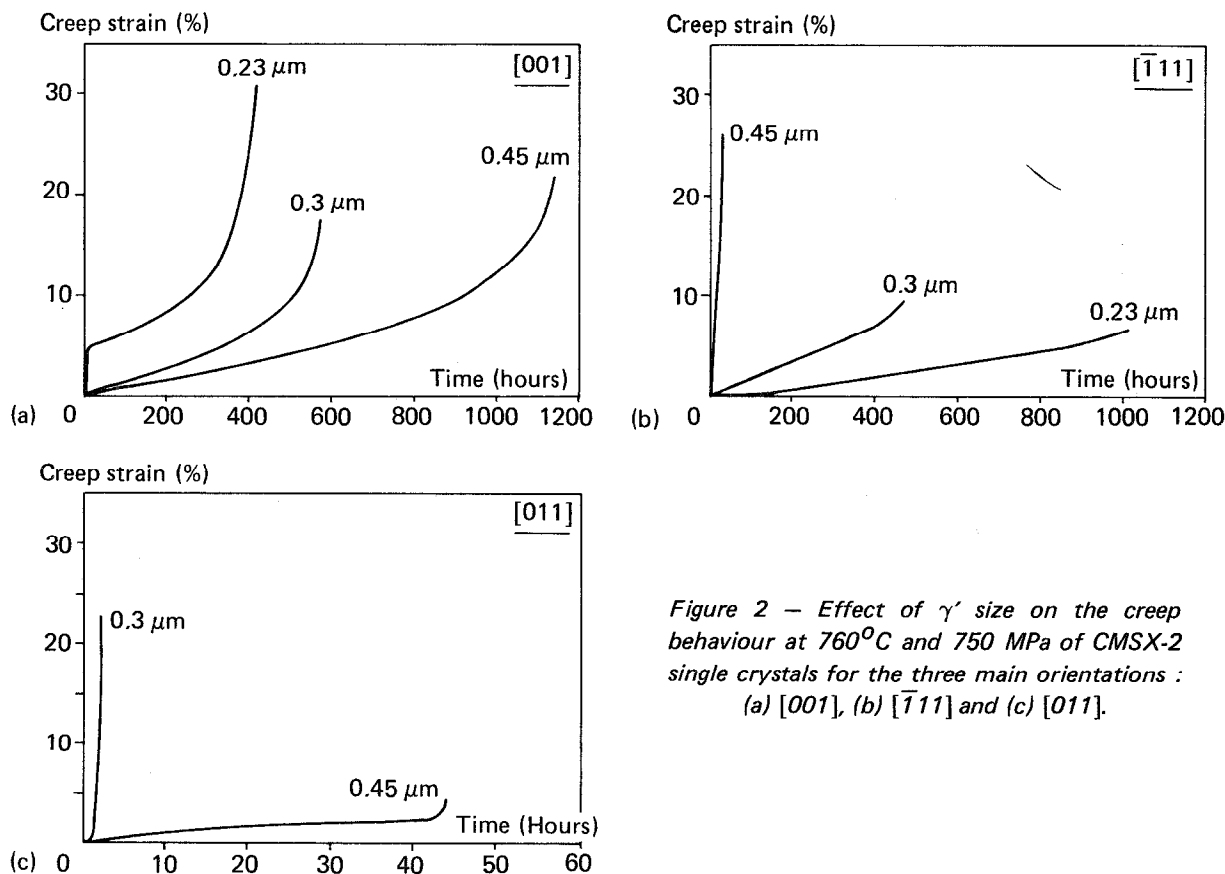 Creep strain (%)
[001]
0.23 μm
0.45 μm
0.3 μm
30
20
10
Time (hours)
(a) 0 200 400 600 800 1000 1200
Creep strain (%)
[1̅11]
0.45 μm
0.3 μm
0.23 μm
30
20
10
Time (hours)
(b) 0 200 400 600 800 1000 1200
Creep strain (%)
[011]
0.3 μm
0.45 μm
30
20
10
Time (Hours)
(c) 0 10 20 30 40 50 60
Figure 2 – Effect of γ′ size on the creep
behaviour at 760°C and 750 MPa of CMSX-2
single crystals for the three main orientations :
(a) [001], (b) [1̅11] and (c) [011].